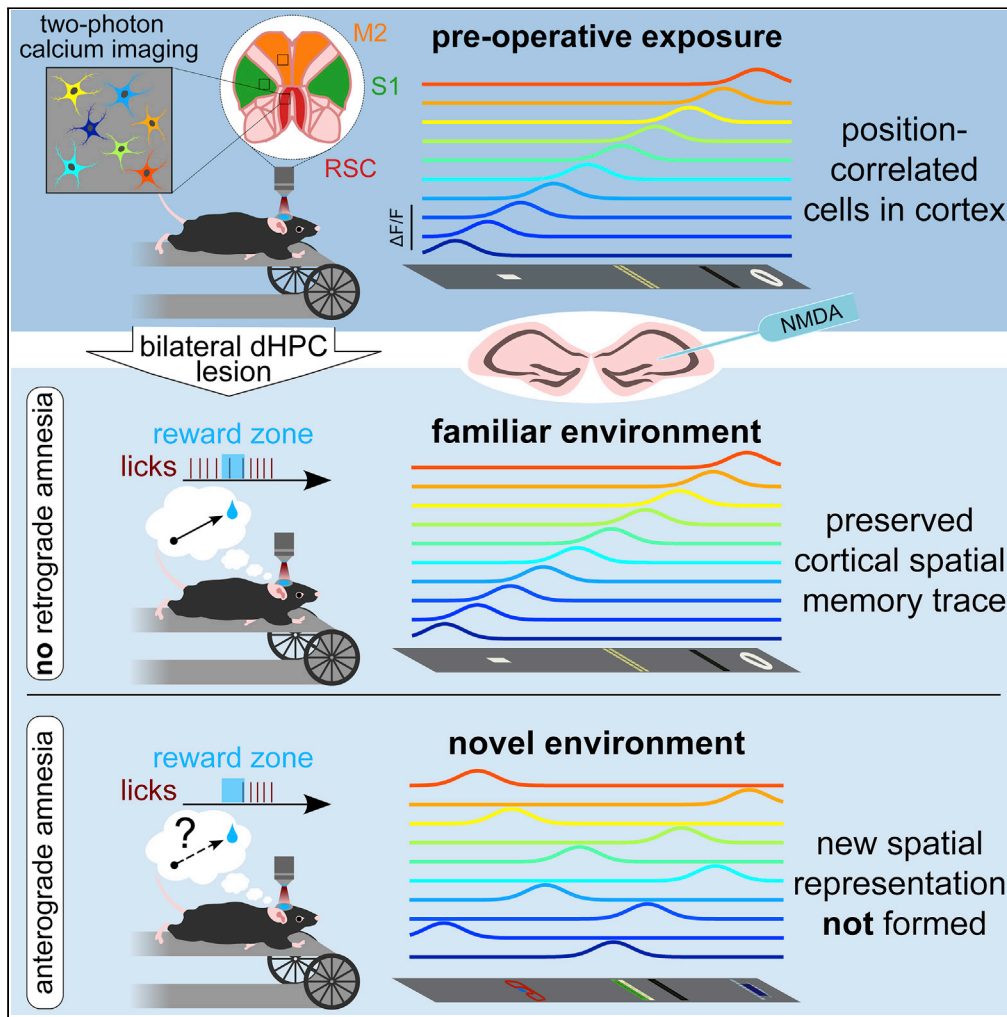 two-photon
calcium imaging
M2
S1
RSC
pre-operative exposure
ΔF/F
position-
correlated
cells in cortex
bilateral dHPC
lesion
NMDA
no retrograde amnesia
reward zone
licks
familiar environment
preserved
cortical spatial
memory trace
anterograde amnesia
reward zone
licks
?
novel environment
new spatial
representation
not formed